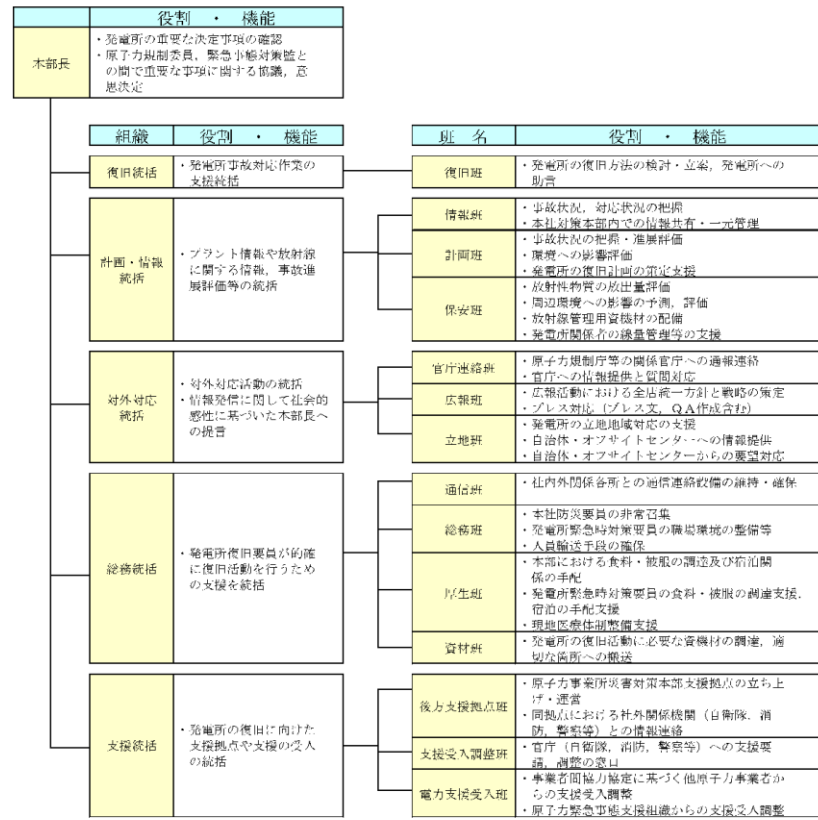 役割 ・ 機能
本部長
・発電所の重要な決定事項の確認
・原子力規制委員，緊急事態対策監と
の間で重要な事項に関する協議，意
思決定
組織
役割 ・ 機能
班 名
役割 ・ 機能
復旧統括
・発電所事故対応作業の
支援統括
復旧班
・発電所の復旧方法の検討・立案，発電所への
助言
計画・情報
統括
・プラント情報や放射線
に関する情報，事故進
展評価等の統括
情報班
・事故状況，対応状況の把握
・本社対策本部内での情報共有・一元管理
計画班
・事故状況の把握・進展評価
・環境への影響評価
・発電所の復旧計画の策定支援
保安班
・放射性物質の放出量評価
・周辺環境への影響の予測，評価
・放射線管理用資機材の配備
・発電所関係者の線量管理等の支援
対外対応
統括
・対外対応活動の統括
・情報発信に関して社会的
感性に基づいた本部長へ
の提言
官庁連絡班
・原子力規制庁等の関係官庁への通報連絡
・官庁への情報提供と質問対応
広報班
・広報活動における全店統一方針と戦略の策定
・プレス対応（プレス文，ＱＡ作成含む）
立地班
・発電所の立地地域対応の支援
・自治体・オフサイトセンターへの情報提供
・自治体・オフサイトセンターからの要望対応
総務統括
・発電所復旧要員が的確
に復旧活動を行うため
の支援を統括
通信班
・社内外関係各所との通信連絡設備の維持・確保
総務班
・本社防災要員の非常召集
・発電所緊急時対策要員の職場環境の整備等
・人員輸送手段の確保
厚生班
・本部における食料・被服の調達及び宿泊関
係の手配
・発電所緊急時対策要員の食料・被服の調達支援，
宿泊の手配支援
・現地医療体制整備支援
資材班
・発電所の復旧活動に必要な資機材の調達，適
切な箇所への搬送
支援統括
・発電所の復旧に向けた
支援拠点や支援の受入
の統括
後方支援拠点班
・原子力事業所災害対策本部支援拠点の立ち上
げ・運営
・同拠点における社外関係機関（自衛隊，消
防，警察等）との情報連絡
支援受入調整班
・官庁（自衛隊，消防，警察等）への支援要
請，調整の窓口
電力支援受入班
・事業者間協力協定に基づく他原子力事業者か
らの支援受入調整
・原子力緊急事態支援組織からの支援受入調整